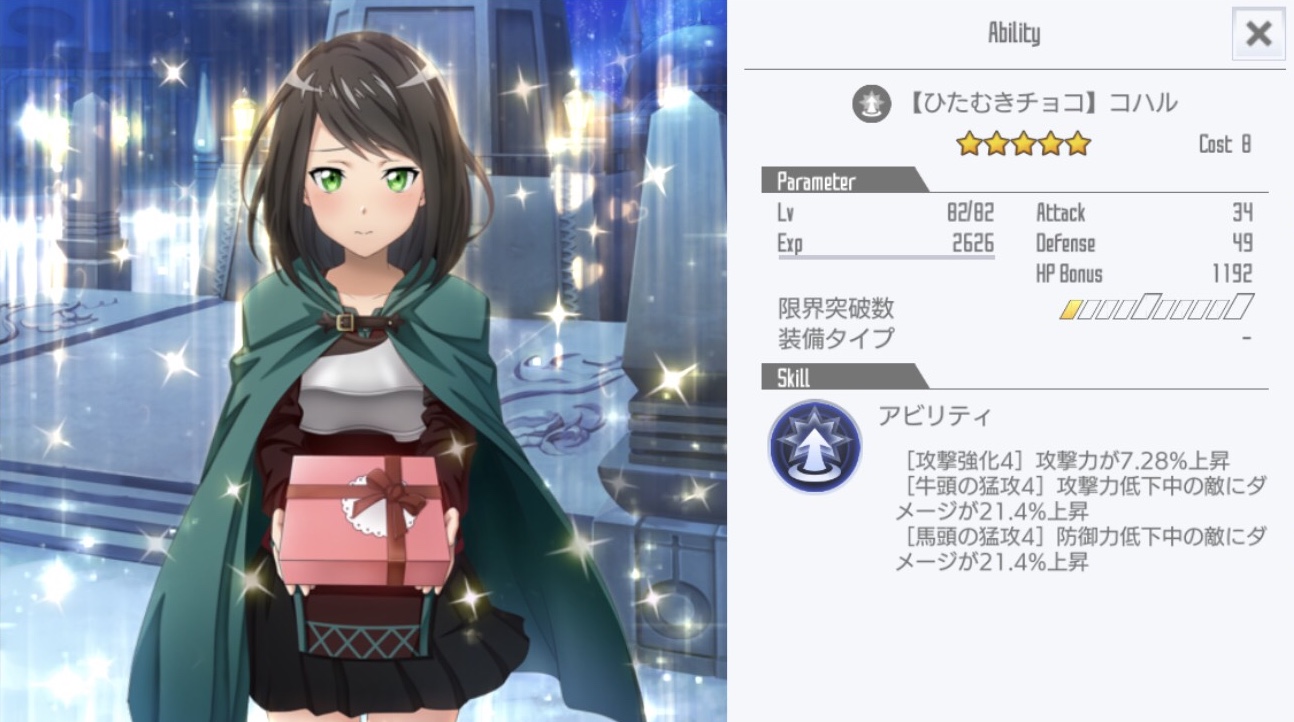 Ability
【ひたむきチョコ】コハル
Cost 8
Parameter
Lv 82/82
Attack 34
Exp 2626
Defense 49
HP Bonus 1192
限界突破数
装備タイプ -
Skill
アビリティ
［攻撃強化4］攻撃力が7.28%上昇
［牛頭の猛攻4］攻撃力低下中の敵にダ
メージが21.4%上昇
［馬頭の猛攻4］防御力低下中の敵にダ
メージが21.4%上昇